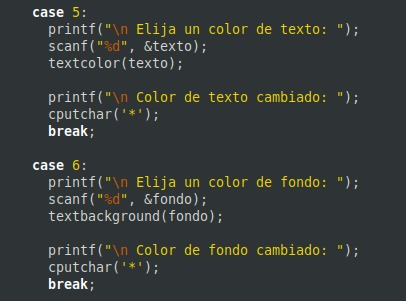 case 5:
printf("\n Elija un color de texto: ");
scanf("%d", &texto);
textcolor(texto);
printf("\n Color de texto cambiado: ");
cputchar('*');
break;
case 6:
printf("\n Elija un color de fondo: ");
scanf("%d", &fondo);
textbackground(fondo);
printf("\n Color de fondo cambiado: ");
cputchar('*');
break;